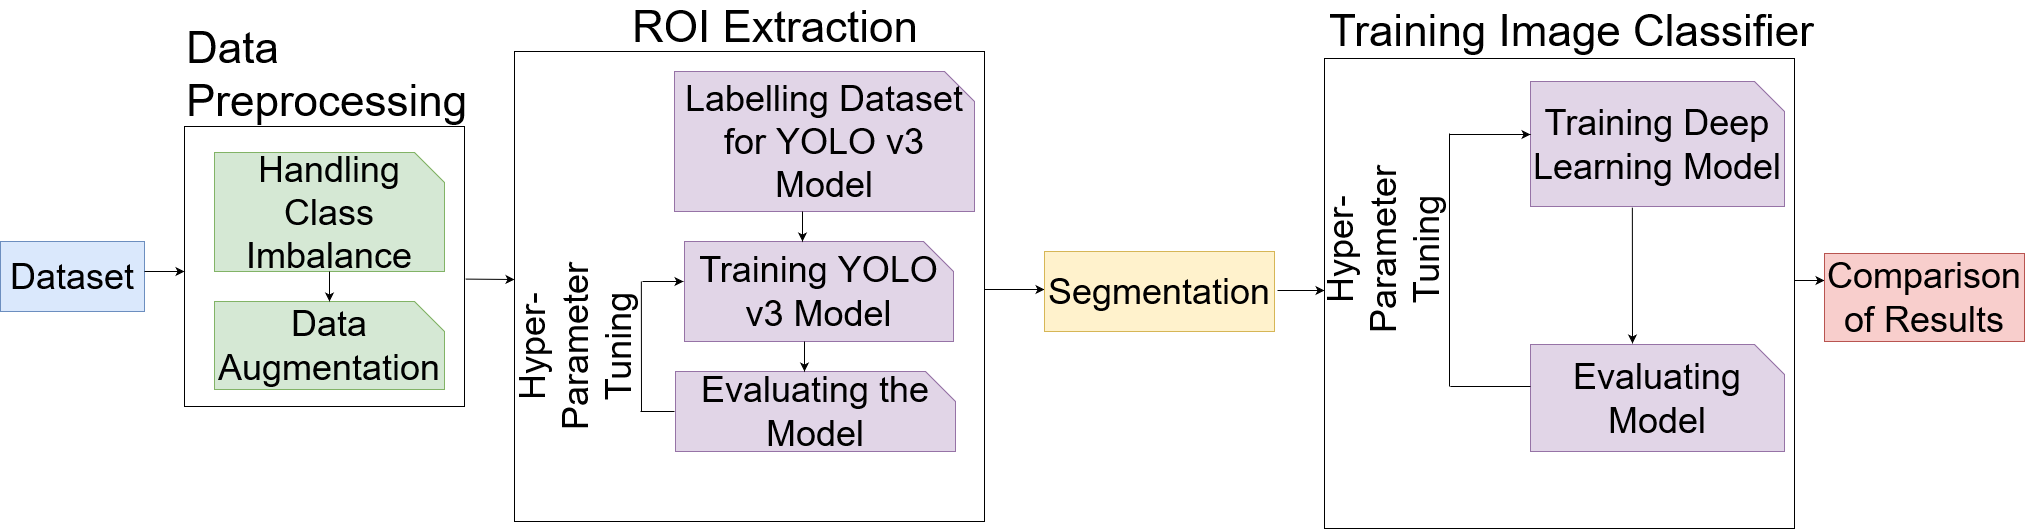 Dataset
Data
Preprocessing
Handling
Class
Imbalance
Data
Augmentation
ROI Extraction
Labelling Dataset
for YOLO v3
Model
Training YOLO
v3 Model
Evaluating the
Model
Hyper-
Parameter
Tuning
Segmentation
Training Image Classifier
Training Deep
Learning Model
Evaluating
Model
Hyper-
Parameter
Tuning
Comparison
of Results